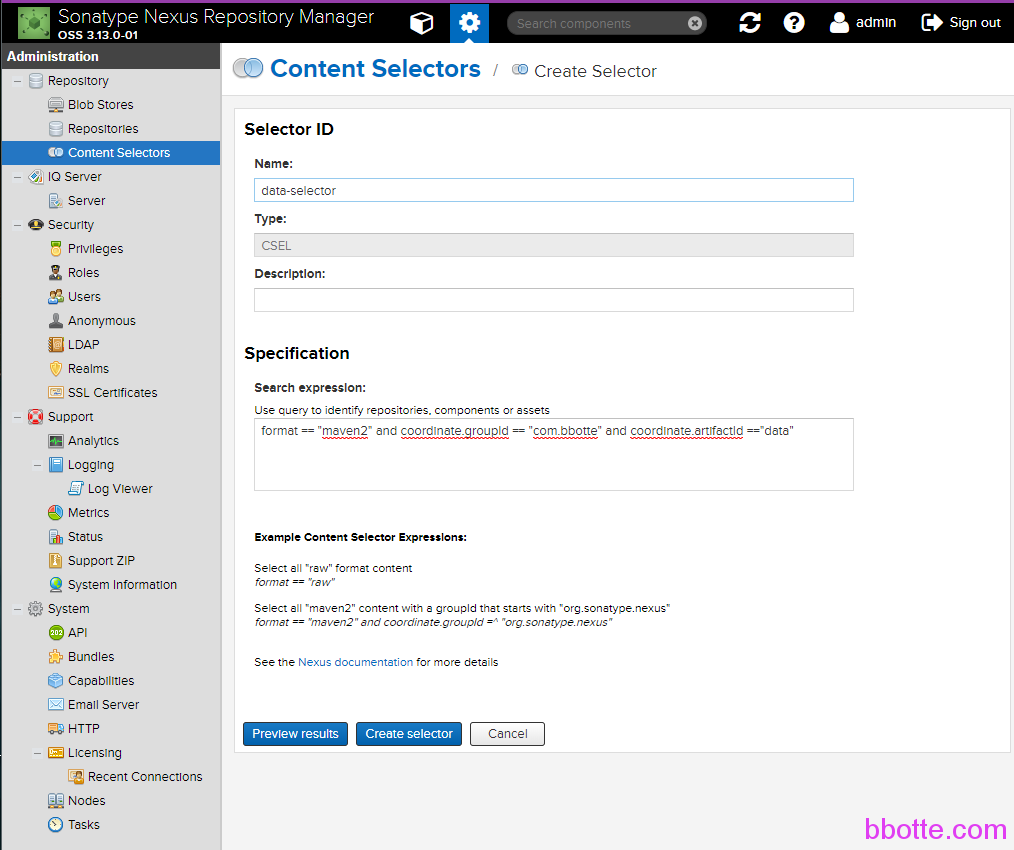 Sonatype Nexus Repository Manager
OSS 3.13.0-01
Search components
admin
Sign out
Administration
Repository
Blob Stores
Repositories
Content Selectors
IQ Server
Server
Security
Privileges
Roles
Users
Anonymous
LDAP
Realms
SSL Certificates
Support
Analytics
Logging
Log Viewer
Metrics
Status
Support ZIP
System Information
System
API
Bundles
Capabilities
Email Server
HTTP
Licensing
Recent Connections
Nodes
Tasks
Content Selectors / Create Selector
Selector ID
Name:
data-selector
Type:
CSEL
Description:
Specification
Search expression:
Use query to identify repositories, components or assets
format == "maven2" and coordinate.groupId == "com.bbotte" and coordinate.artifactId =="data"
Example Content Selector Expressions:
Select all "raw" format content
format == "raw"
Select all "maven2" content with a groupId that starts with "org.sonatype.nexus"
format == "maven2" and coordinate.groupId =^ "org.sonatype.nexus"
See the Nexus documentation for more details
Preview results
Create selector
Cancel
bbotte.com